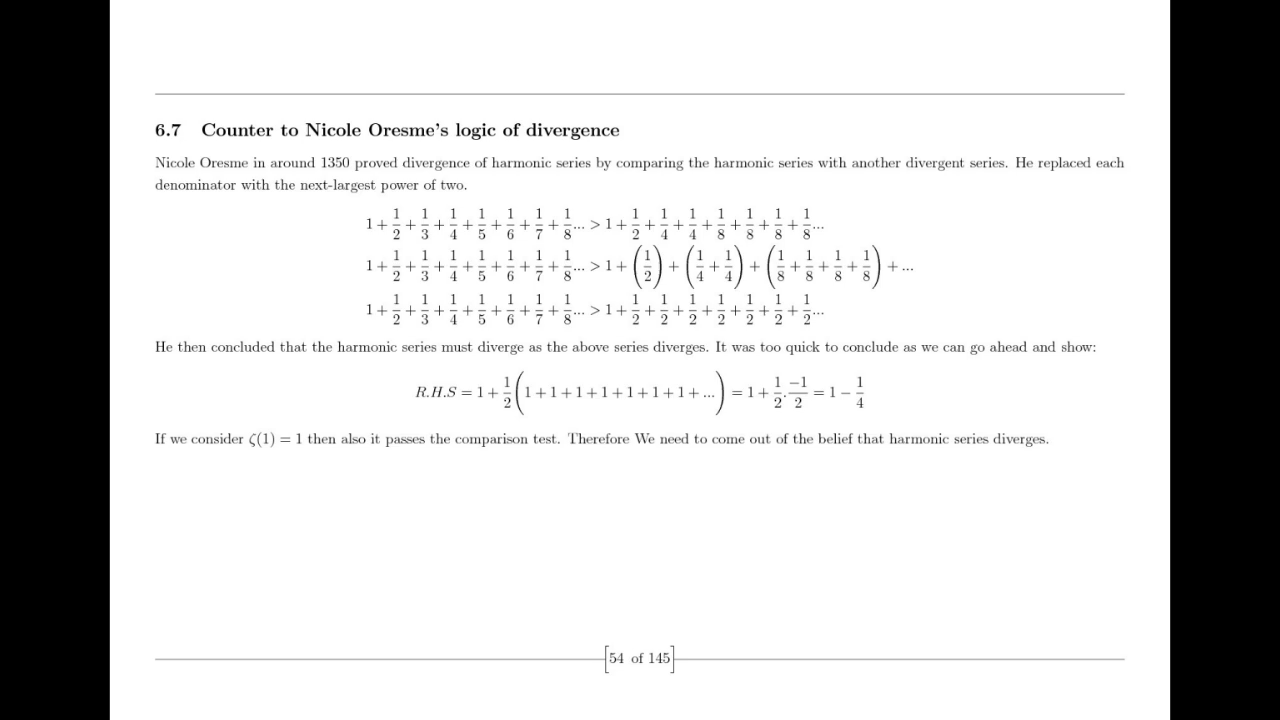 6.7 Counter to Nicole Oresme's logic of divergence
Nicole Oresme in around 1350 proved divergence of harmonic series by comparing the harmonic series with another divergent series. He replaced each
denominator with the next-largest power of two.
1 + 1/2 + 1/3 + 1/4 + 1/5 + 1/6 + 1/7 + 1/8 ... > 1 + 1/2 + 1/4 + 1/4 + 1/8 + 1/8 + 1/8 + 1/8 ...
1 + 1/2 + 1/3 + 1/4 + 1/5 + 1/6 + 1/7 + 1/8 ... > 1 + (1/2) + (1/4 + 1/4) + (1/8 + 1/8 + 1/8 + 1/8) + ...
1 + 1/2 + 1/3 + 1/4 + 1/5 + 1/6 + 1/7 + 1/8 ... > 1 + 1/2 + 1/2 + 1/2 + 1/2 + 1/2 + 1/2 + 1/2 ...
He then concluded that the harmonic series must diverge as the above series diverges. It was too quick to conclude as we can go ahead and show:
R.H.S = 1 + 1/2 (1 + 1 + 1 + 1 + 1 + 1 + 1 + ...) = 1 + 1/2 . -1/2 = 1 − 1/4
If we consider ζ(1) = 1 then also it passes the comparison test. Therefore We need to come out of the belief that harmonic series diverges.
[54 of 145]